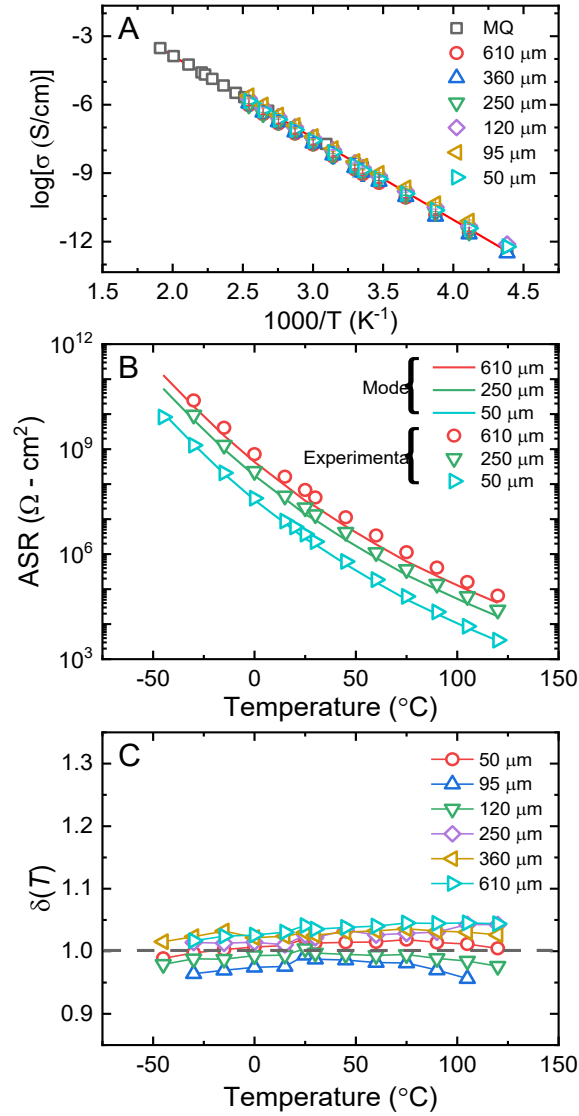 A
MQ
610 μm
360 μm
250 μm
120 μm
95 μm
50 μm
log[σ (S/cm)]
-3
-6
-9
-12
1.5 2.0 2.5 3.0 3.5 4.0 4.5
1000/T (K⁻¹)
B
10¹²
10⁹
10⁶
10³
ASR (Ω - cm²)
Mode
610 μm
250 μm
50 μm
Experimenta
610 μm
250 μm
50 μm
-50 0 50 100 150
Temperature (°C)
C
1.3
1.2
1.1
1.0
0.9
δ(T)
50 μm
95 μm
120 μm
250 μm
360 μm
610 μm
-50 0 50 100 150
Temperature (°C)